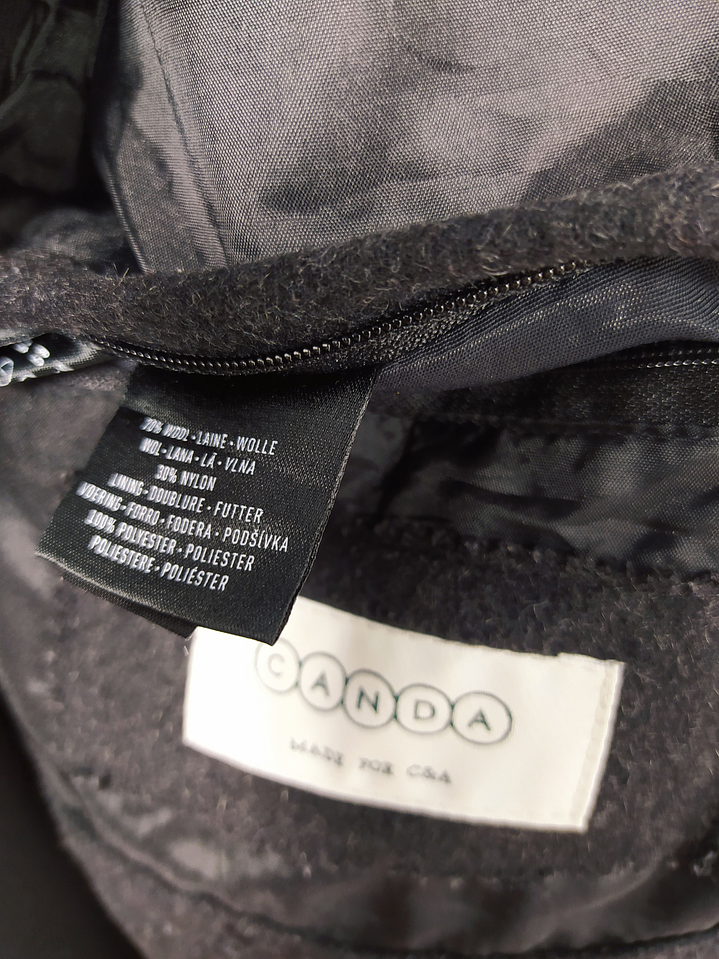 70% WOOL·LAINE·WOLLE
WOL·LANA·LÃ·VLNA
30% NYLON
LINING·DOUBLURE·FUTTER
VOERING·FORRO·FODERA·PODŠÍVKA
100% POLYESTER·POLIESTER
POLIESTERE·POLIÉSTER
CANDA
MADE FOR C&A